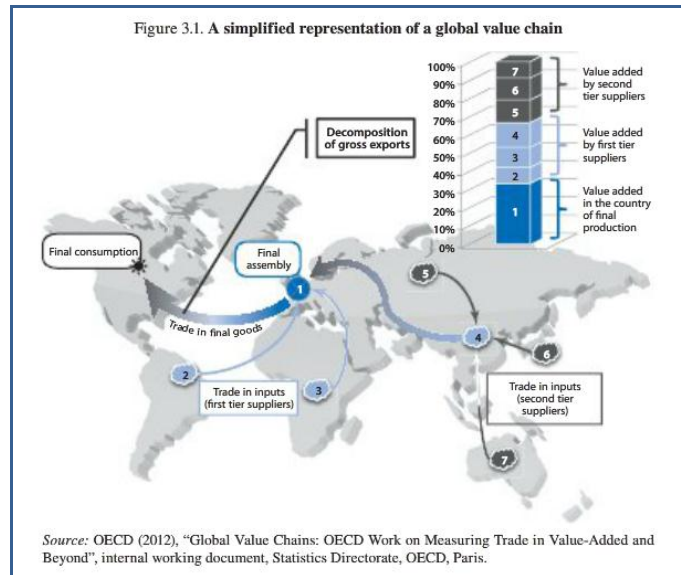 Figure 3.1. A simplified representation of a global value chain
100%
90%
80%
70%
60%
50%
40%
30%
20%
10%
0%
7
6
5
4
3
2
1
Value added
by second
tier suppliers
Value added
by first tier
suppliers
Value added
in the country
of final
production
Decomposition
of gross exports
Final consumption
Final
assembly
1
Trade in final goods
5
4
6
2
3
Trade in inputs
(first tier suppliers)
Trade in inputs
(second tier
suppliers)
7
Source: OECD (2012), “Global Value Chains: OECD Work on Measuring Trade in Value-Added and
Beyond”, internal working document, Statistics Directorate, OECD, Paris.